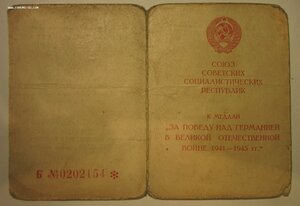 Б №0202154 *
СОЮЗ
СОВЕТСКИХ
СОЦИАЛИСТИЧЕСКИХ
РЕСПУБЛИК
К МЕДАЛИ
"ЗА ПОБЕДУ НАД ГЕРМАНИЕЙ
В ВЕЛИКОЙ ОТЕЧЕСТВЕННОЙ
ВОЙНЕ 1941—1945 гг."